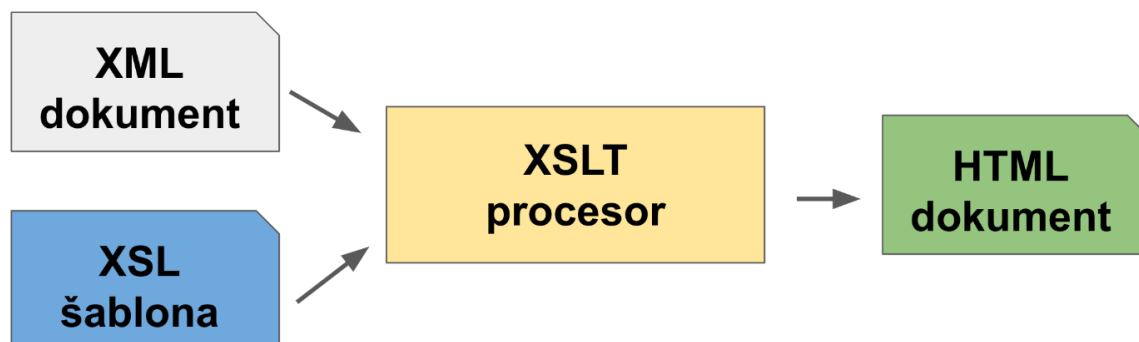 XML
dokument
XSL
šablona
XSLT
procesor
HTML
dokument